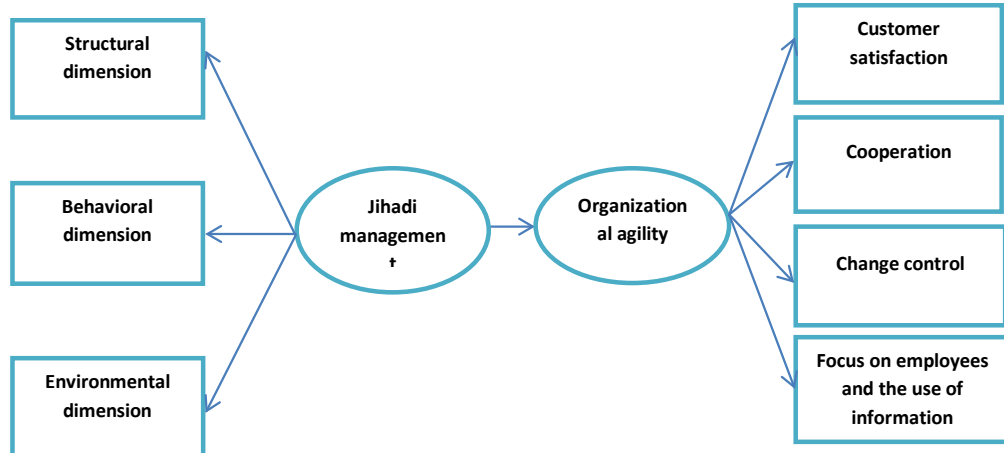 Structural
dimension
Behavioral
dimension
Environmental
dimension
Jihadi
managemen
t
Organization
al agility
Customer
satisfaction
Cooperation
Change control
Focus on employees
and the use of
information